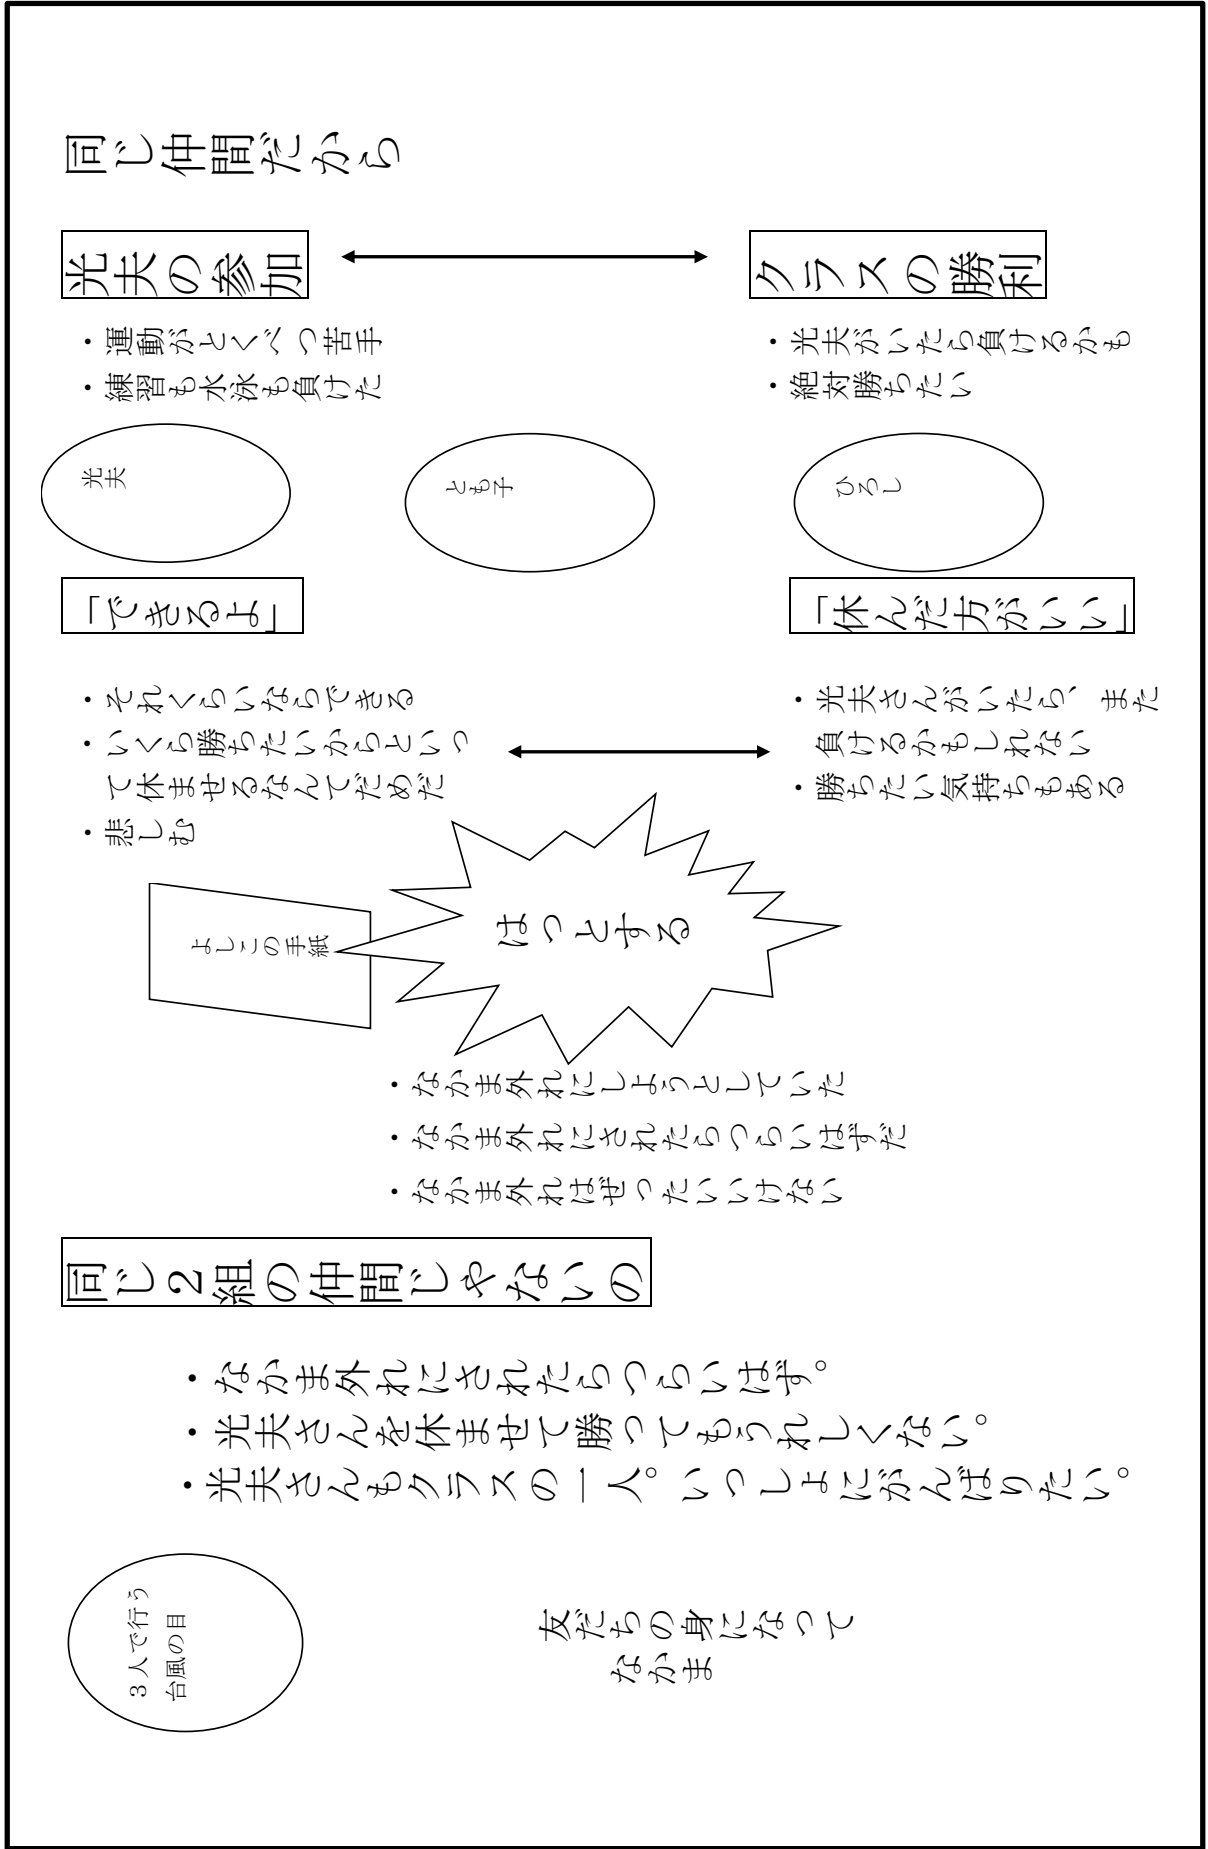 同じ仲間だから
光夫の参加
クラスの勝利
・運動がとくべつ苦手
・練習も水泳も負けた
・光夫がいたら負けるかも
・絶対勝ちたい
光夫
とも子
ひろし
「できるよ」
「休んだ方がいい」
・それくらいならできる
・いくら勝ちたいからといっ
て休ませるなんてだめだ
・悲しむ
・光夫さんがいたら、また
負けるかもしれない
・勝ちたい気持ちもある
よしこの手紙
はっとする
・なかま外れにしようとしていた
・なかま外れにされたらつらいはずだ
・なかま外れはぜったいいけない
同じ２組の仲間じゃないの
・なかま外れにされたらつらいはず。
・光夫さんを休ませて勝ってもうれしくない。
・光夫さんもクラスの一人。いっしょにがんばりたい。
３人で行う
台風の目
友だちの身になって
なかま